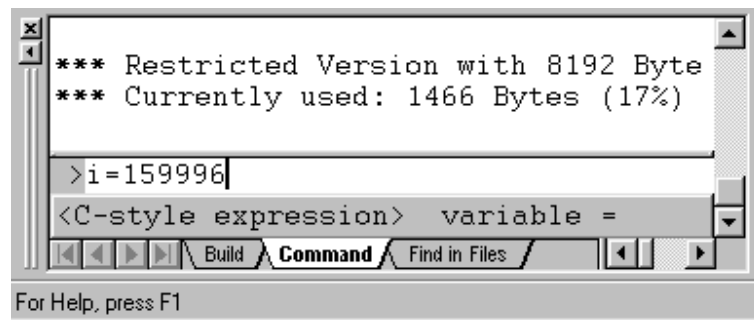 *** Restricted Version with 8192 Byte
*** Currently used: 1466 Bytes (17%)
>i=159996
<C-style expression> variable =
Build Command Find in Files
For Help, press F1